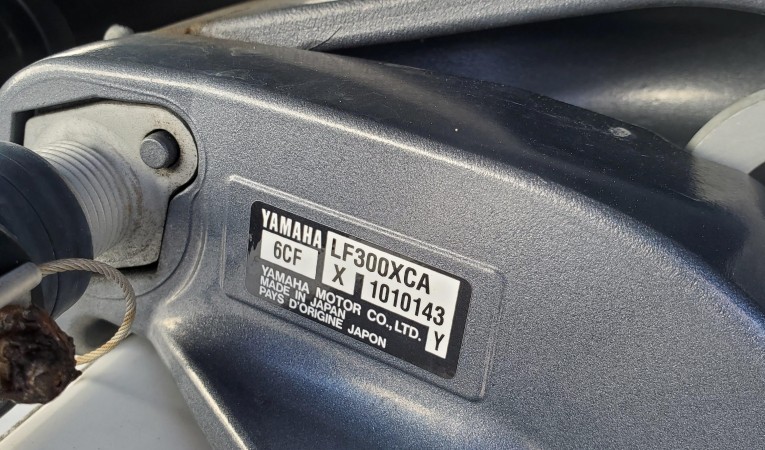 YAMAHA LF300XCA
6CF X 1010143
YAMAHA MOTOR CO., LTD. Y
MADE IN JAPAN
PAYS D'ORIGINE JAPON